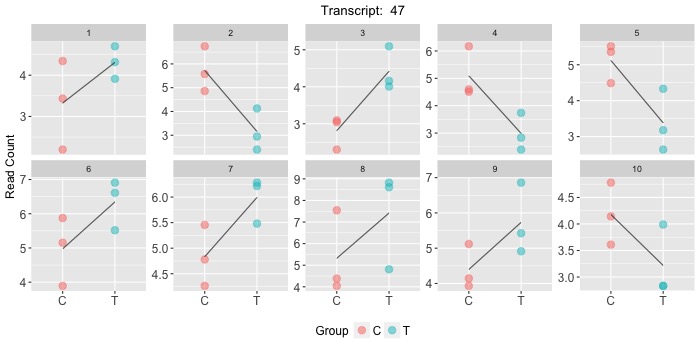 Transcript: 47
1 2 3 4 5
4 3
6 5 4 3
5 4 3
6 5 4 3
5 4 3
Read Count
6 7 8 9 10
7 6 5 4
6.0 5.5 5.0 4.5
9 8 7 6 5 4
7 6 5 4
4.5 4.0 3.5 3.0
C T C T C T C T C T
Group C T